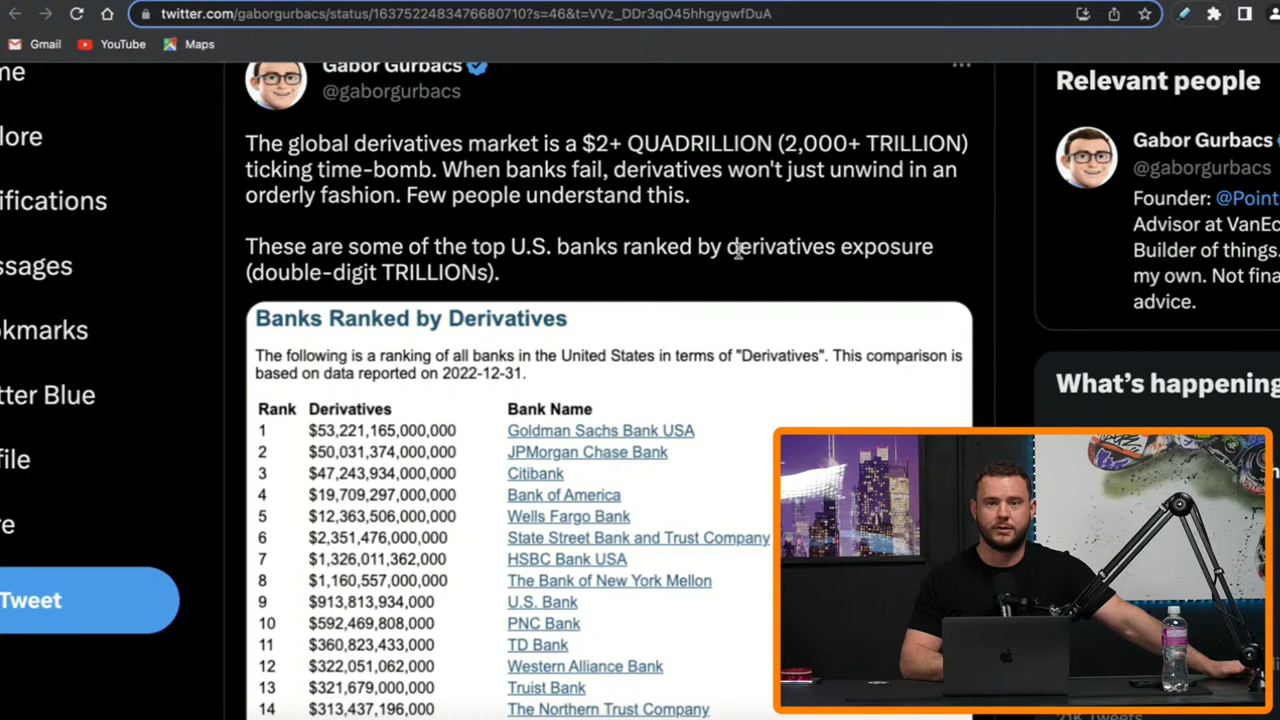 twitter.com/gaborgurbacs/status/1637522483476680710?s=46&t=VVz_DDr3qO45hhgygwfDuA
Gmail YouTube Maps
me
Gabor Gurbacs
@gaborgurbacs
lore
The global derivatives market is a $2+ QUADRILLION (2,000+ TRILLION)
ticking time-bomb. When banks fail, derivatives won't just unwind in an
orderly fashion. Few people understand this.
ifications
These are some of the top U.S. banks ranked by derivatives exposure
(double-digit TRILLIONs).
ssages
okmarks
tter Blue
file
re
Tweet
Banks Ranked by Derivatives
The following is a ranking of all banks in the United States in terms of "Derivatives". This comparison is
based on data reported on 2022-12-31.
Rank Derivatives Bank Name
1 $53,221,165,000,000 Goldman Sachs Bank USA
2 $50,031,374,000,000 JPMorgan Chase Bank
3 $47,243,934,000,000 Citibank
4 $19,709,297,000,000 Bank of America
5 $12,363,506,000,000 Wells Fargo Bank
6 $2,351,476,000,000 State Street Bank and Trust Company
7 $1,326,011,362,000 HSBC Bank USA
8 $1,160,557,000,000 The Bank of New York Mellon
9 $913,813,934,000 U.S. Bank
10 $592,469,808,000 PNC Bank
11 $360,823,433,000 TD Bank
12 $322,051,062,000 Western Alliance Bank
13 $321,679,000,000 Truist Bank
14 $313,437,196,000 The Northern Trust Company
Relevant people
Gabor Gurbacs
@gaborgurbacs
Founder: @Point
Advisor at VanEc
Builder of things.
my own. Not fina
advice.
What's happening